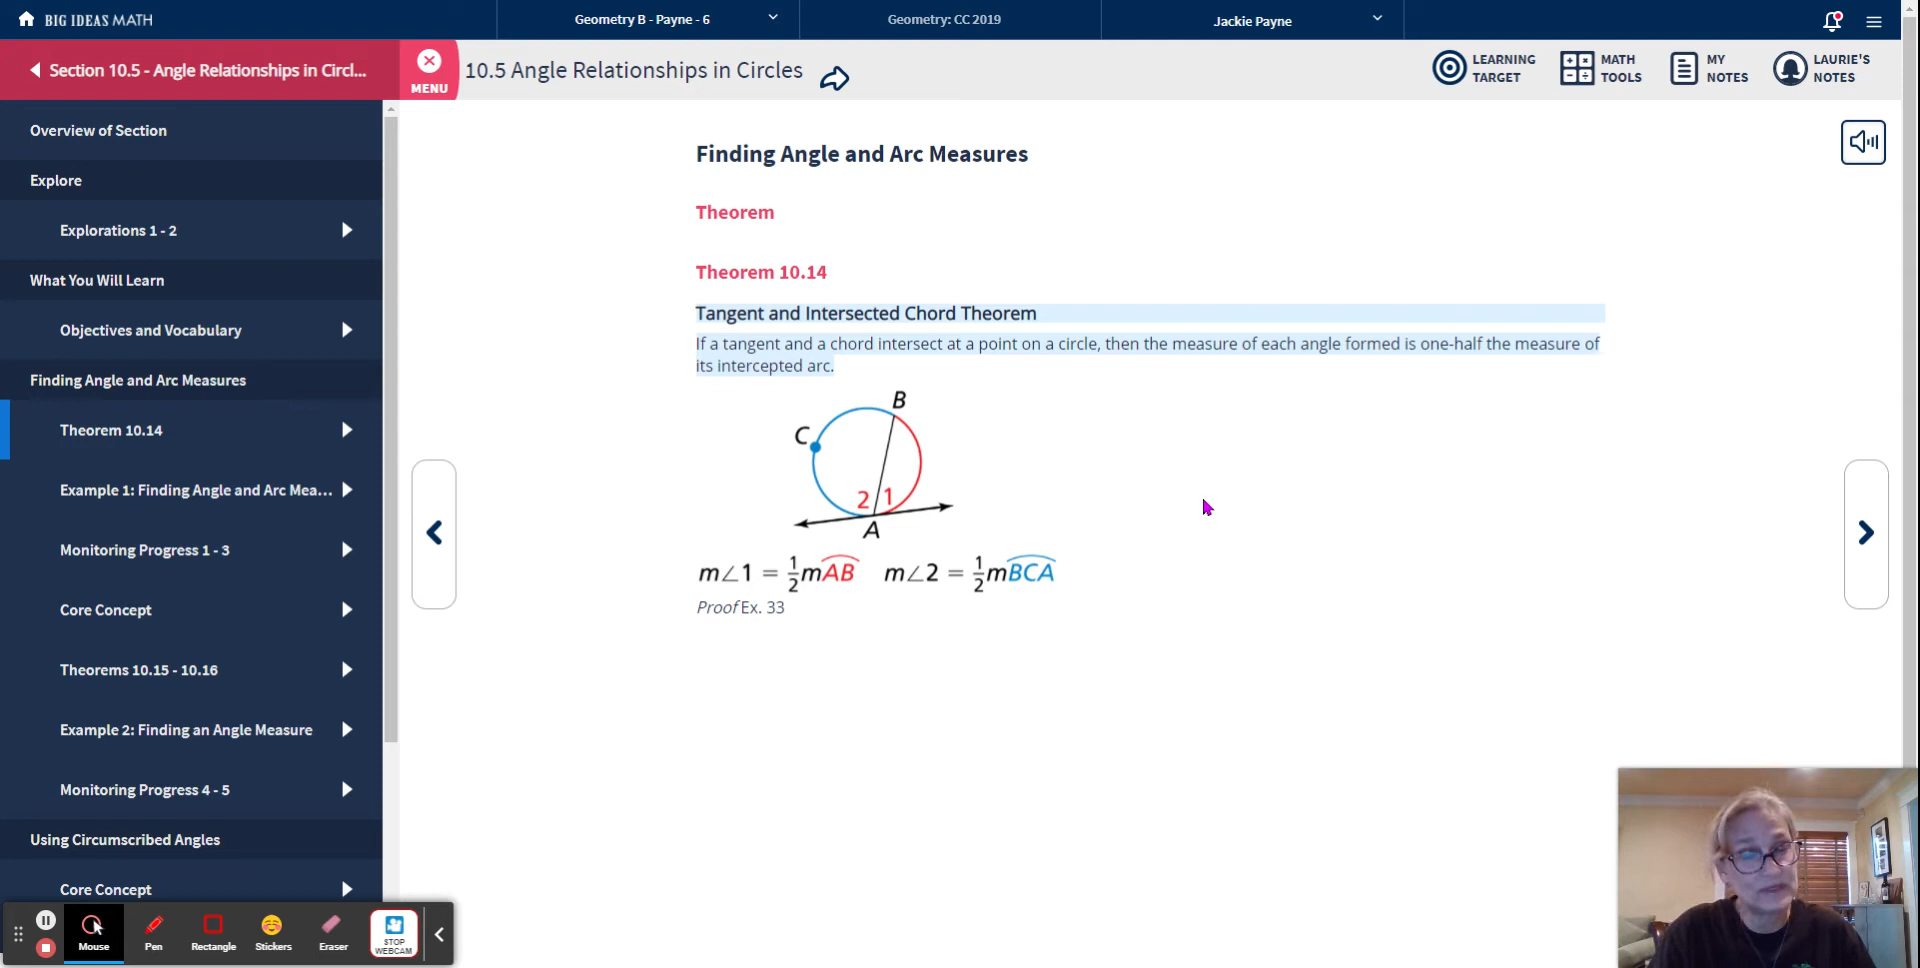 BIG IDEAS MATH
Geometry B - Payne - 6
Geometry: CC 2019
Jackie Payne
Section 10.5 - Angle Relationships in Circl...
MENU
10.5 Angle Relationships in Circles
LEARNING TARGET
MATH TOOLS
MY NOTES
LAURIE'S NOTES
Overview of Section
Explore
Explorations 1 - 2
What You Will Learn
Objectives and Vocabulary
Finding Angle and Arc Measures
Theorem 10.14
Example 1: Finding Angle and Arc Mea...
Monitoring Progress 1 - 3
Core Concept
Theorems 10.15 - 10.16
Example 2: Finding an Angle Measure
Monitoring Progress 4 - 5
Using Circumscribed Angles
Core Concept
Finding Angle and Arc Measures
Theorem
Theorem 10.14
Tangent and Intersected Chord Theorem
If a tangent and a chord intersect at a point on a circle, then the measure of each angle formed is one-half the measure of
its intercepted arc.
B
C
2 1
A
m∠1 = ½mAB͡ m∠2 = ½mBCA͡
Proof Ex. 33
Mouse
Pen
Rectangle
Stickers
Eraser
STOP WEBCAM